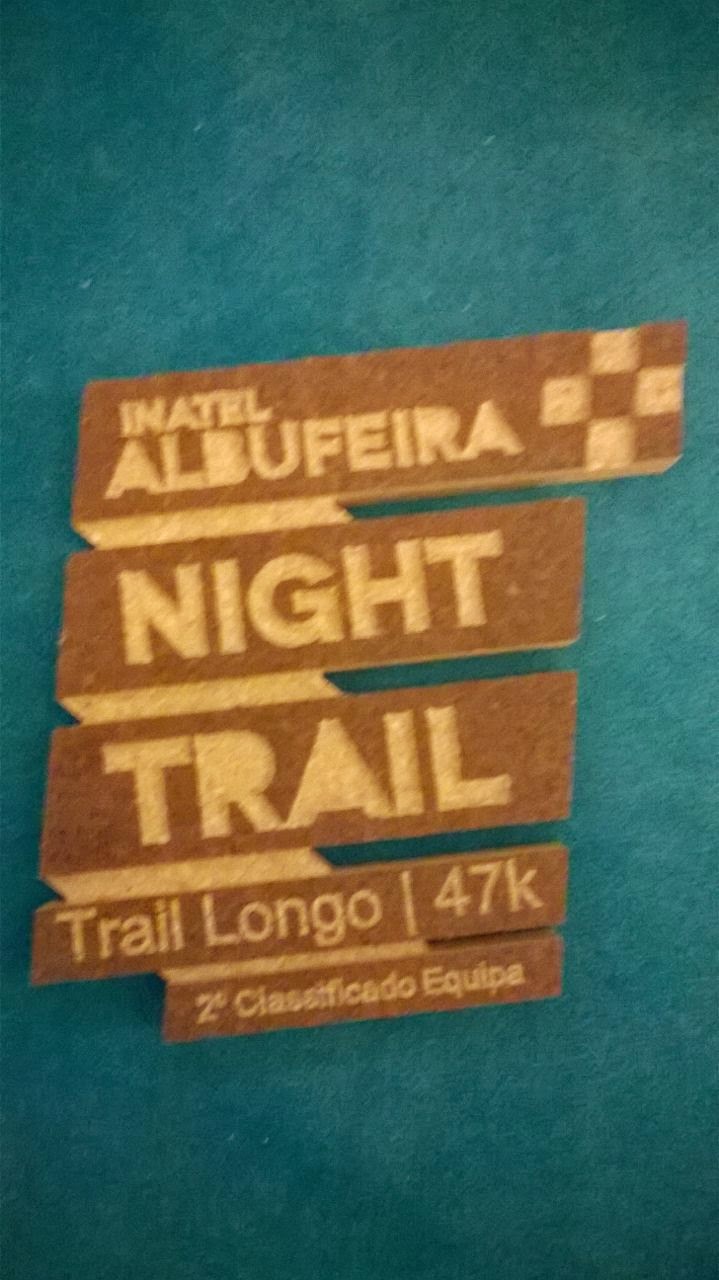 INATEL
ALBUFEIRA
NIGHT
TRAIL
Trail Longo | 47k
2º Classificado Equipa